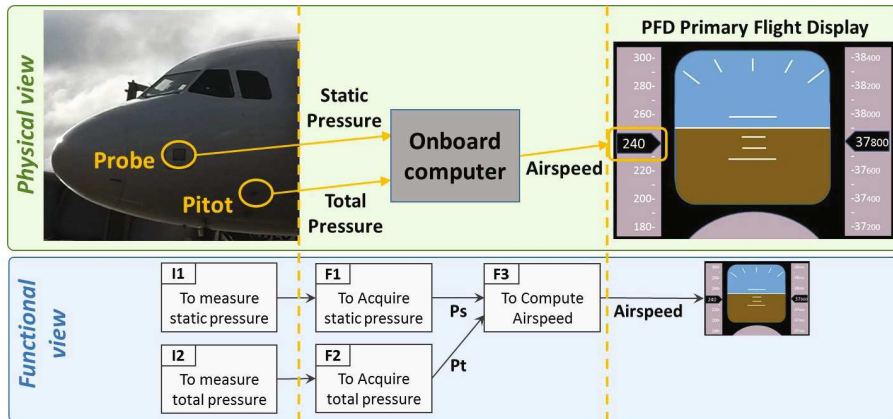 Physical view
Probe
Pitot
Static
Pressure
Total
Pressure
Onboard
computer
Airspeed
PFD Primary Flight Display
300-
280-
260-
240
220-
200-
180-
-38400
-38200
-38000
37800
-37600
-37400
-37200
Functional
view
I1
To measure
static pressure
F1
To Acquire
static pressure
Ps
F3
To Compute
Airspeed
Airspeed
I2
To measure
total pressure
F2
To Acquire
total pressure
Pt
240